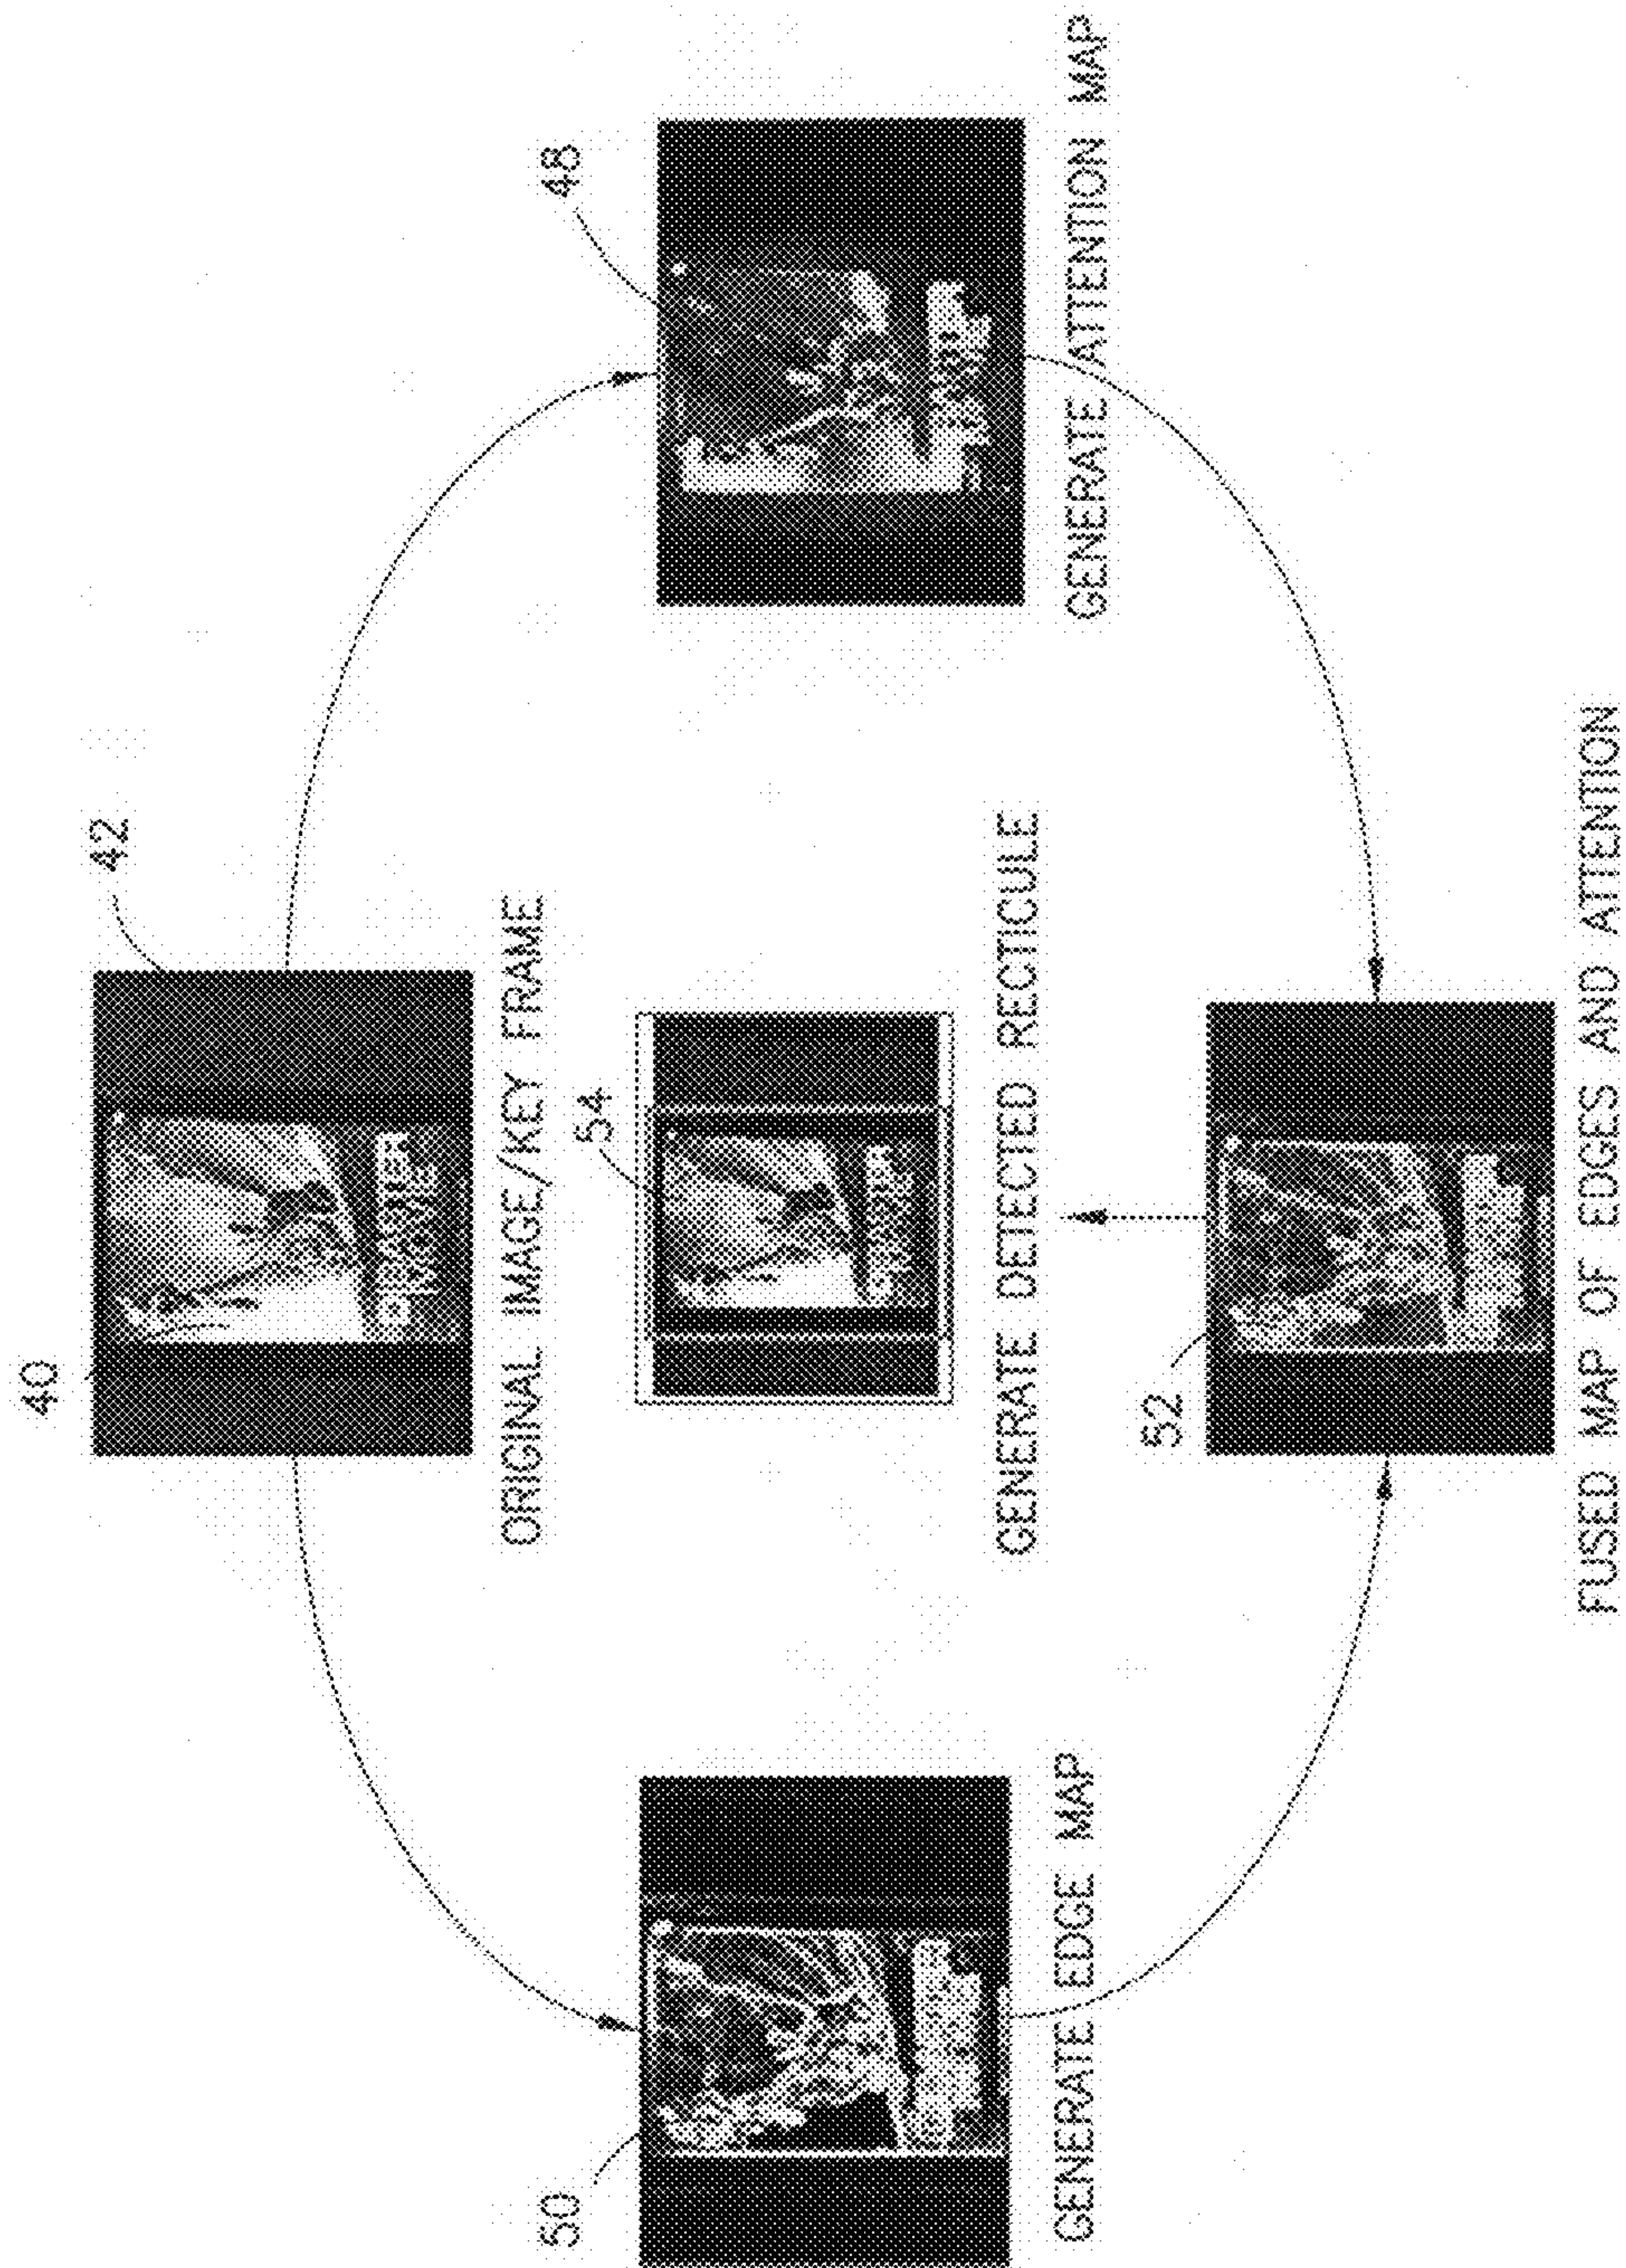 40
42
ORIGINAL IMAGE/KEY FRAME
50
GENERATE EDGE MAP
54
GENERATE DETECTED RECTICULE
48
GENERATE ATTENTION MAP
52
FUSED MAP OF EDGES AND ATTENTION